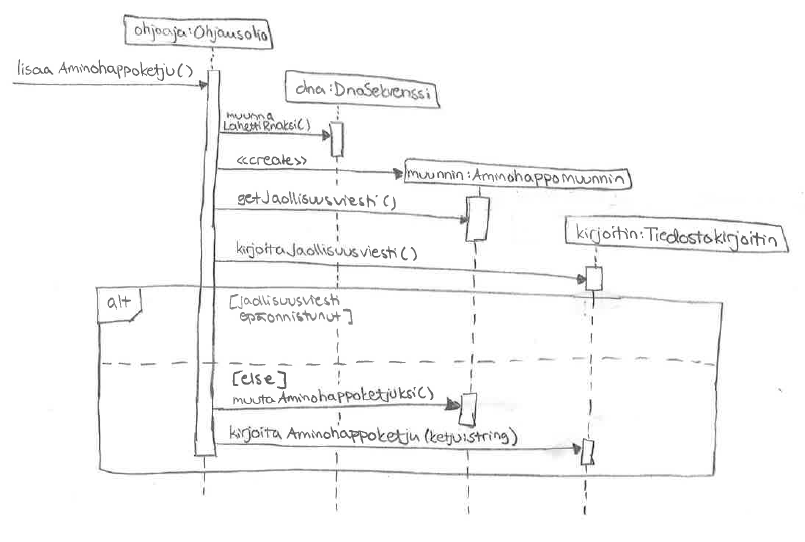 ohjaaja:Ohjausolio
lisaa Aminohappoketju()
dna:DnaSekvenssi
muunna
LahettiRnaksi()
<<create>>
muunnin:Aminohappomuunnin
getJaollisuusviesti()
kirjoitin:Tiedostokirjoitin
kirjoitaJaollisuusviesti()
alt
[Jaollisuusviesti
epäonnistunut]
[else]
muutaAminohappoketjuksi()
kirjoita Aminohappoketju (ketju:string)